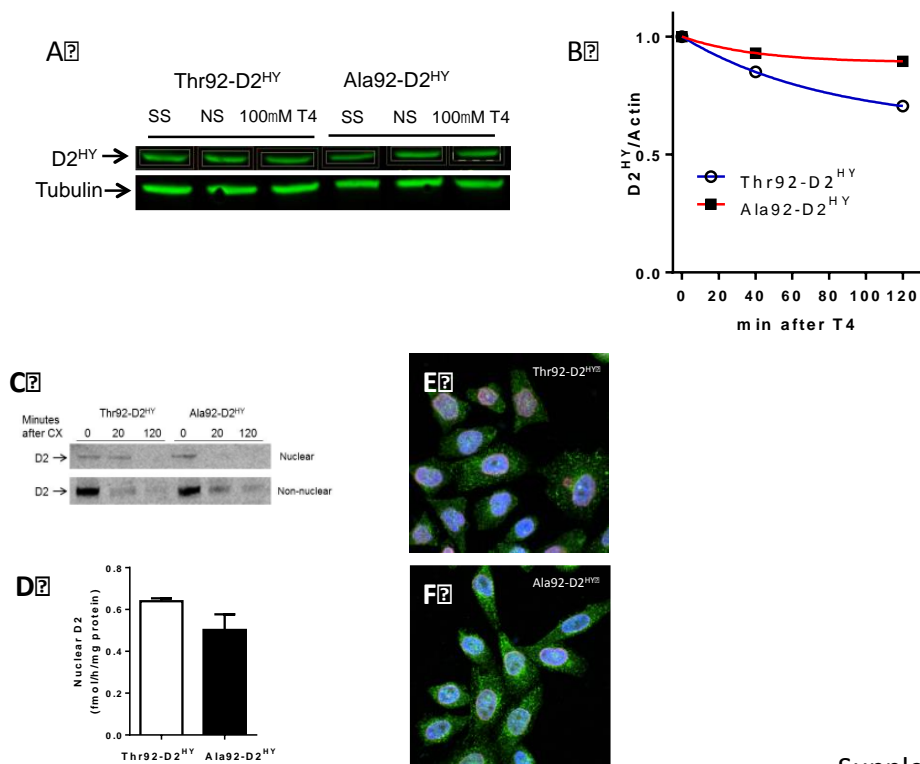 A⍰
Thr92-D2ᴴʸ Ala92-D2ᴴʸ
SS NS 100mM T4 SS NS 100mM T4
D2ᴴʸ
Tubulin
B⍰
D2ᴴʸ/Actin
1.0
0.5
0.0
Thr92-D2ᴴʸ
Ala92-D2ᴴʸ
0 20 40 60 80 100 120
min after T4
C⍰
Thr92-D2ᴴʸ Ala92-D2ᴴʸ
Minutes
after CX
0 20 120 0 20 120
D2 Nuclear
D2 Non-nuclear
D⍰
Nuclear D2
(fmol/h/mg protein)
0.8
0.6
0.4
0.2
0.0
Thr92-D2ᴴʸ Ala92-D2ᴴʸ
E⍰
Thr92-D2ᴴʸ⍰
F⍰
Ala92-D2ᴴʸ⍰